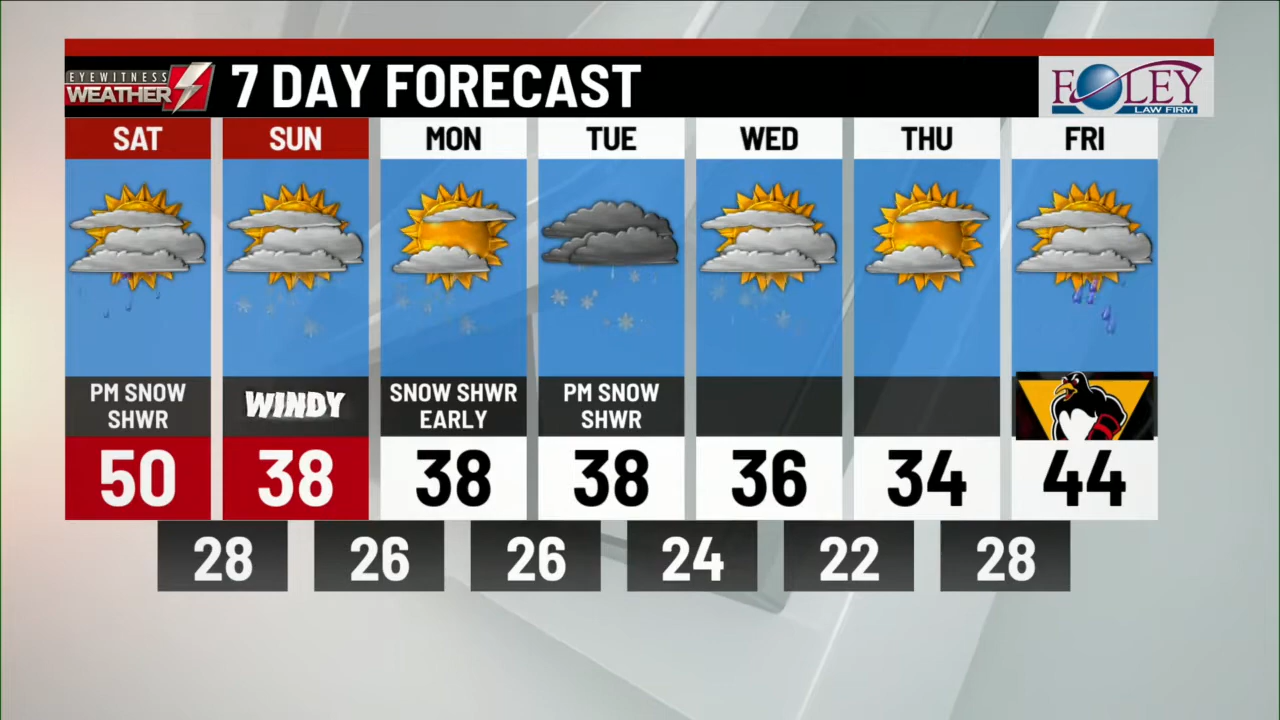 EYEWITNESS
WEATHER
7 DAY FORECAST
FOLEY
LAW FIRM
SAT
SUN
MON
TUE
WED
THU
FRI
PM SNOW
SHWR
WINDY
SNOW SHWR
EARLY
PM SNOW
SHWR
50
38
38
38
36
34
44
28
26
26
24
22
28